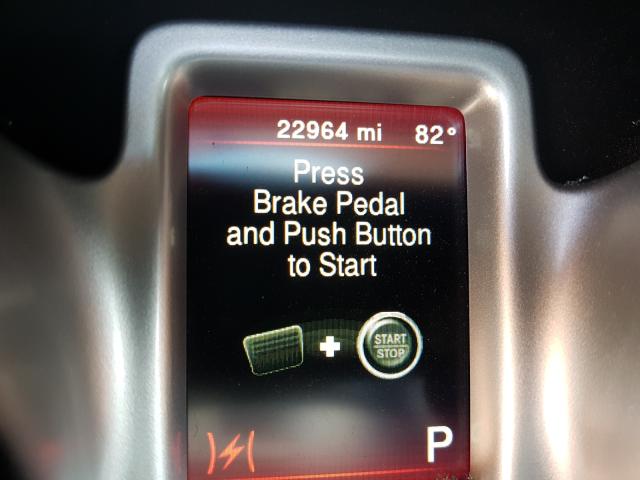 22964 mi 82°
Press
Brake Pedal
and Push Button
to Start
START
STOP
P